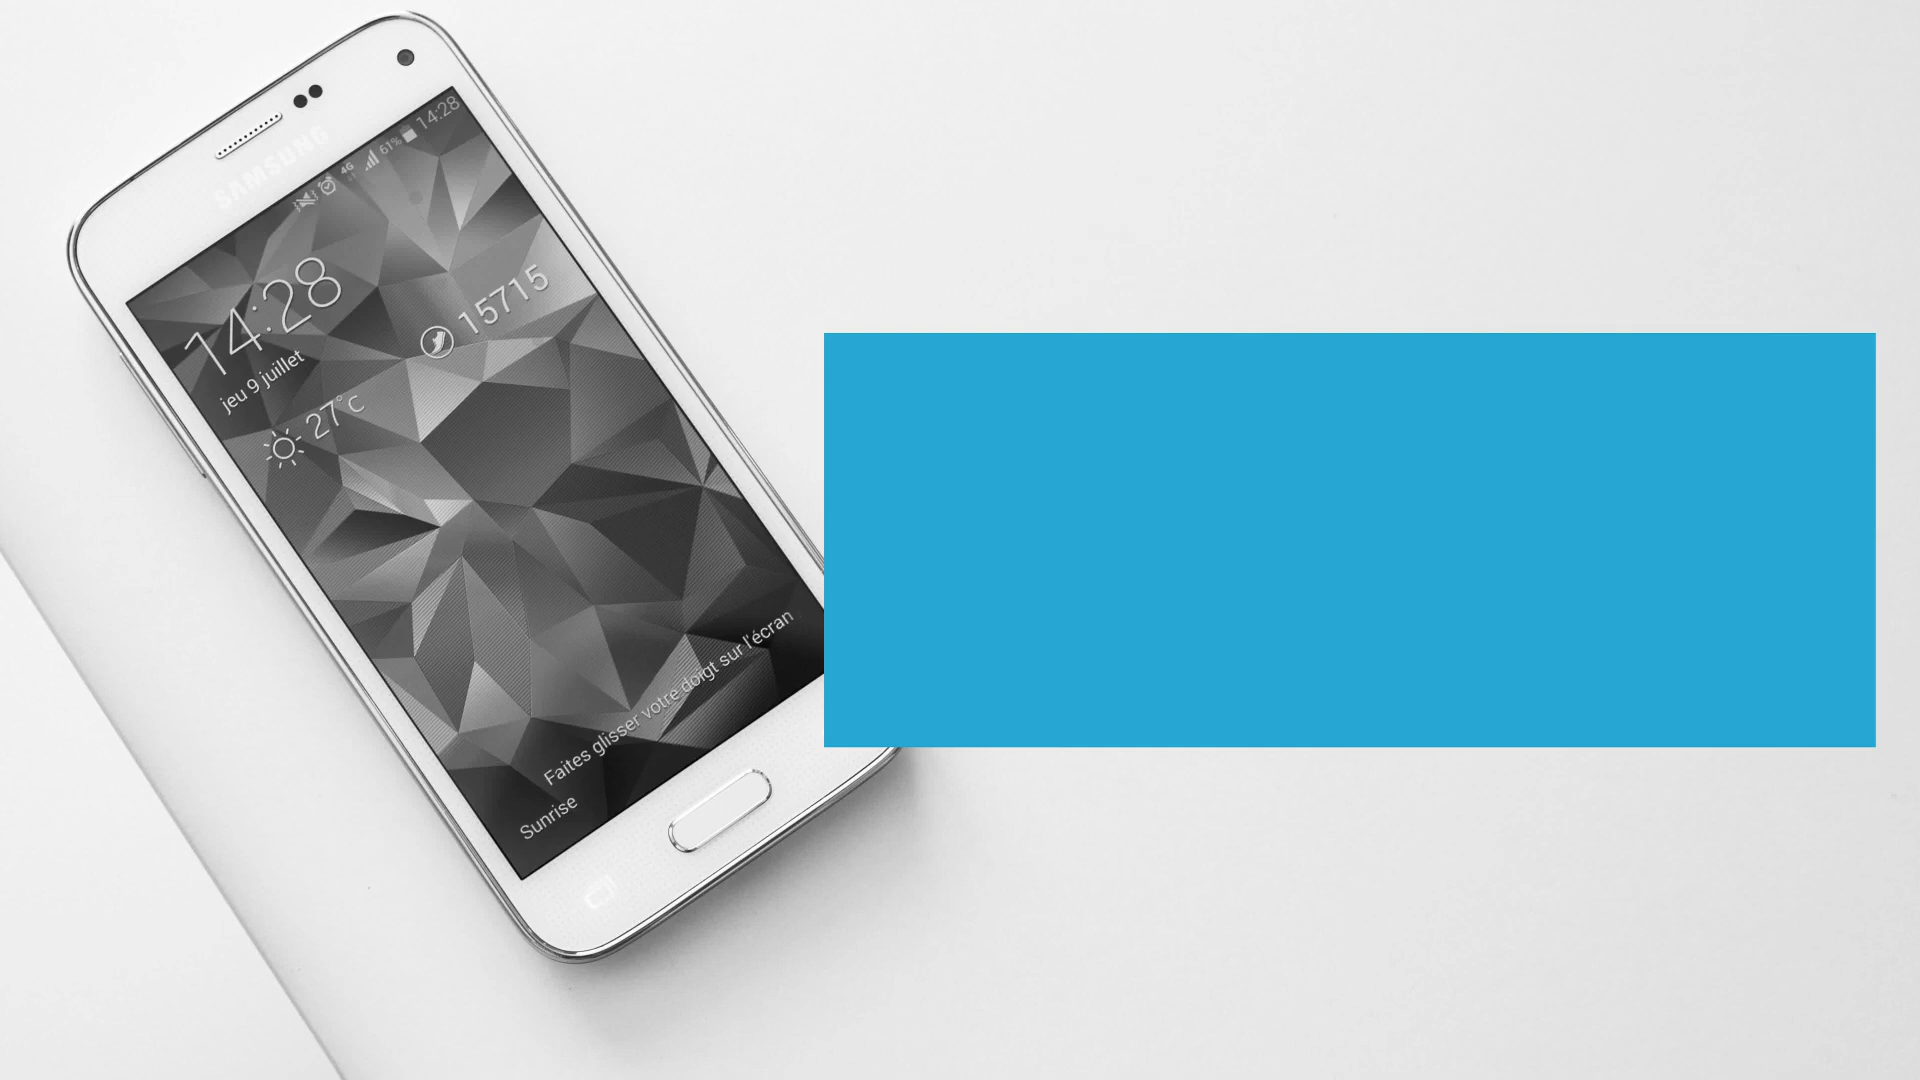 SAMSUNG
4G 61% 14:28
14:28
jeu 9 juillet
15715
27°C
Faites glisser votre doigt sur l'écran
Sunrise